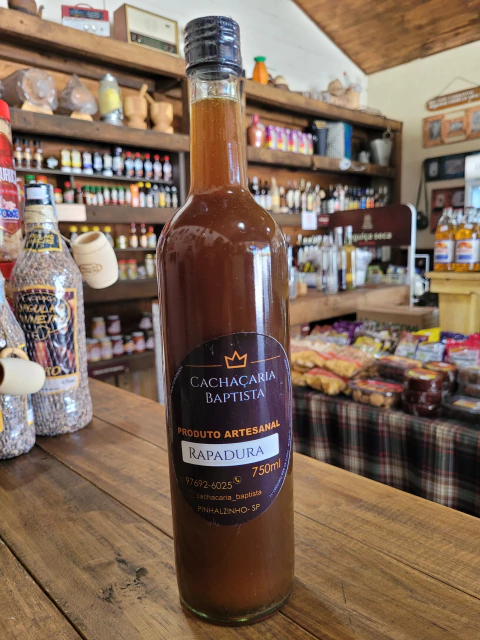 CACHAÇARIA
BAPTISTA
PRODUTO ARTESANAL
RAPADURA
750ml
97692-6025
cachacaria_baptista
PINHALZINHO- SP